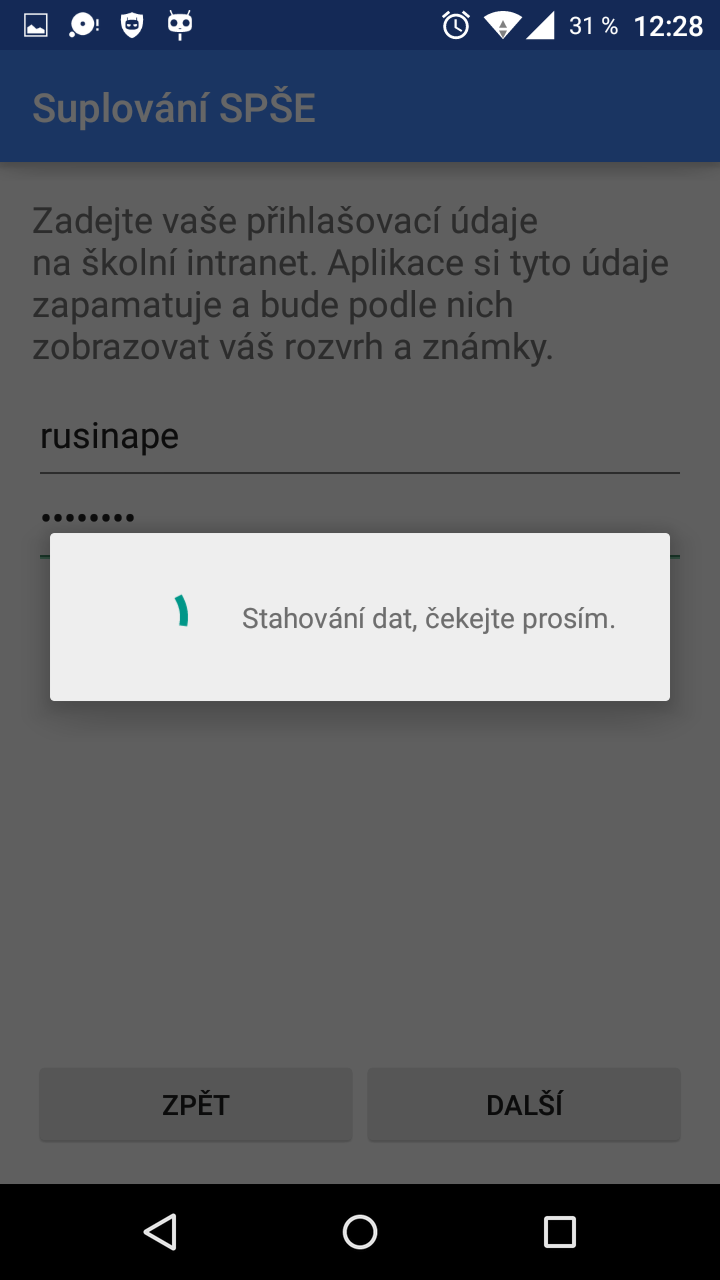 31 % 12:28
Suplování SPŠE
Zadejte vaše přihlašovací údaje
na školní intranet. Aplikace si tyto údaje
zapamatuje a bude podle nich
zobrazovat váš rozvrh a známky.
rusinape
••••••••
Stahování dat, čekejte prosím.
ZPĚT DALŠÍ